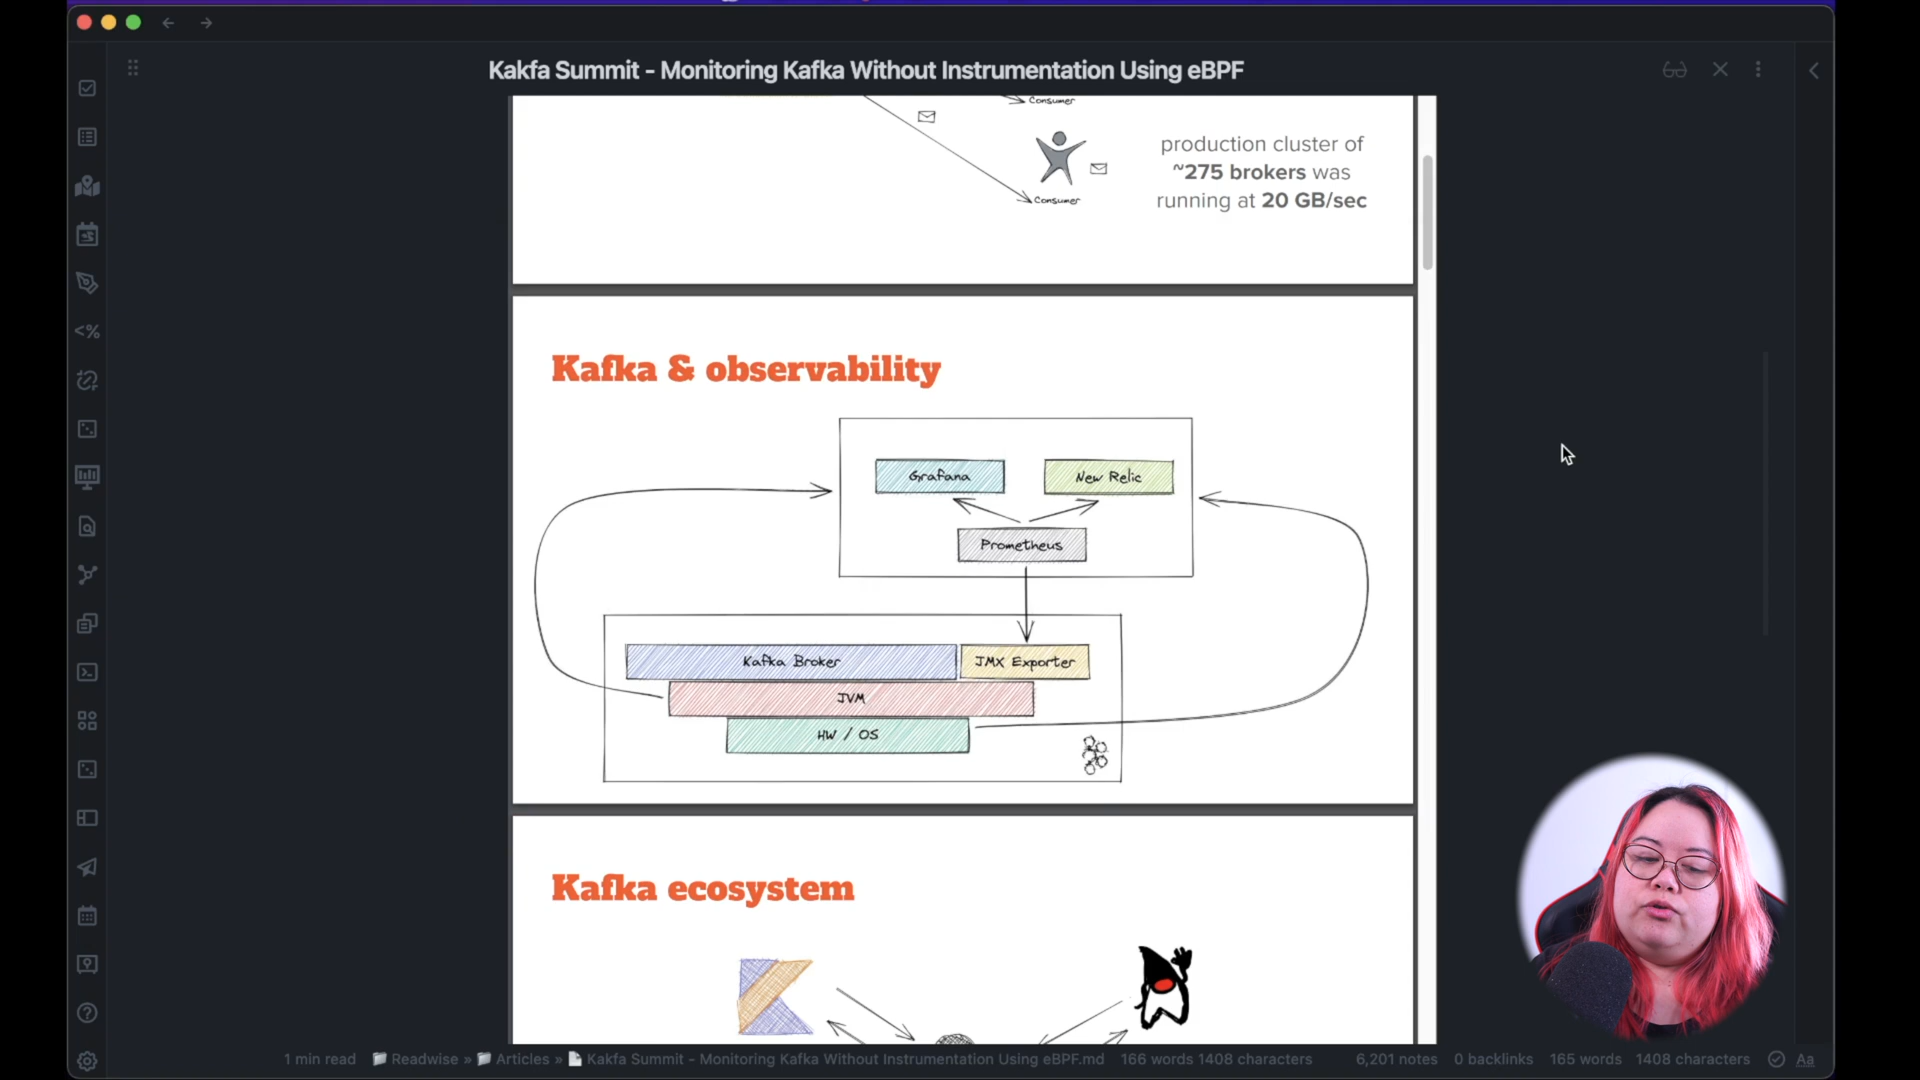 Kakfa Summit - Monitoring Kafka Without Instrumentation Using eBPF
Consumer
production cluster of
~275 brokers was
running at 20 GB/sec
Consumer
Kafka & observability
Grafana
New Relic
Prometheus
Kafka Broker
JMX Exporter
JVM
HW / OS
Kafka ecosystem
1 min read Readwise » Articles » Kakfa Summit - Monitoring Kafka Without Instrumentation Using eBPF.md 166 words 1408 characters 6,201 notes 0 backlinks 165 words 1408 characters Aa